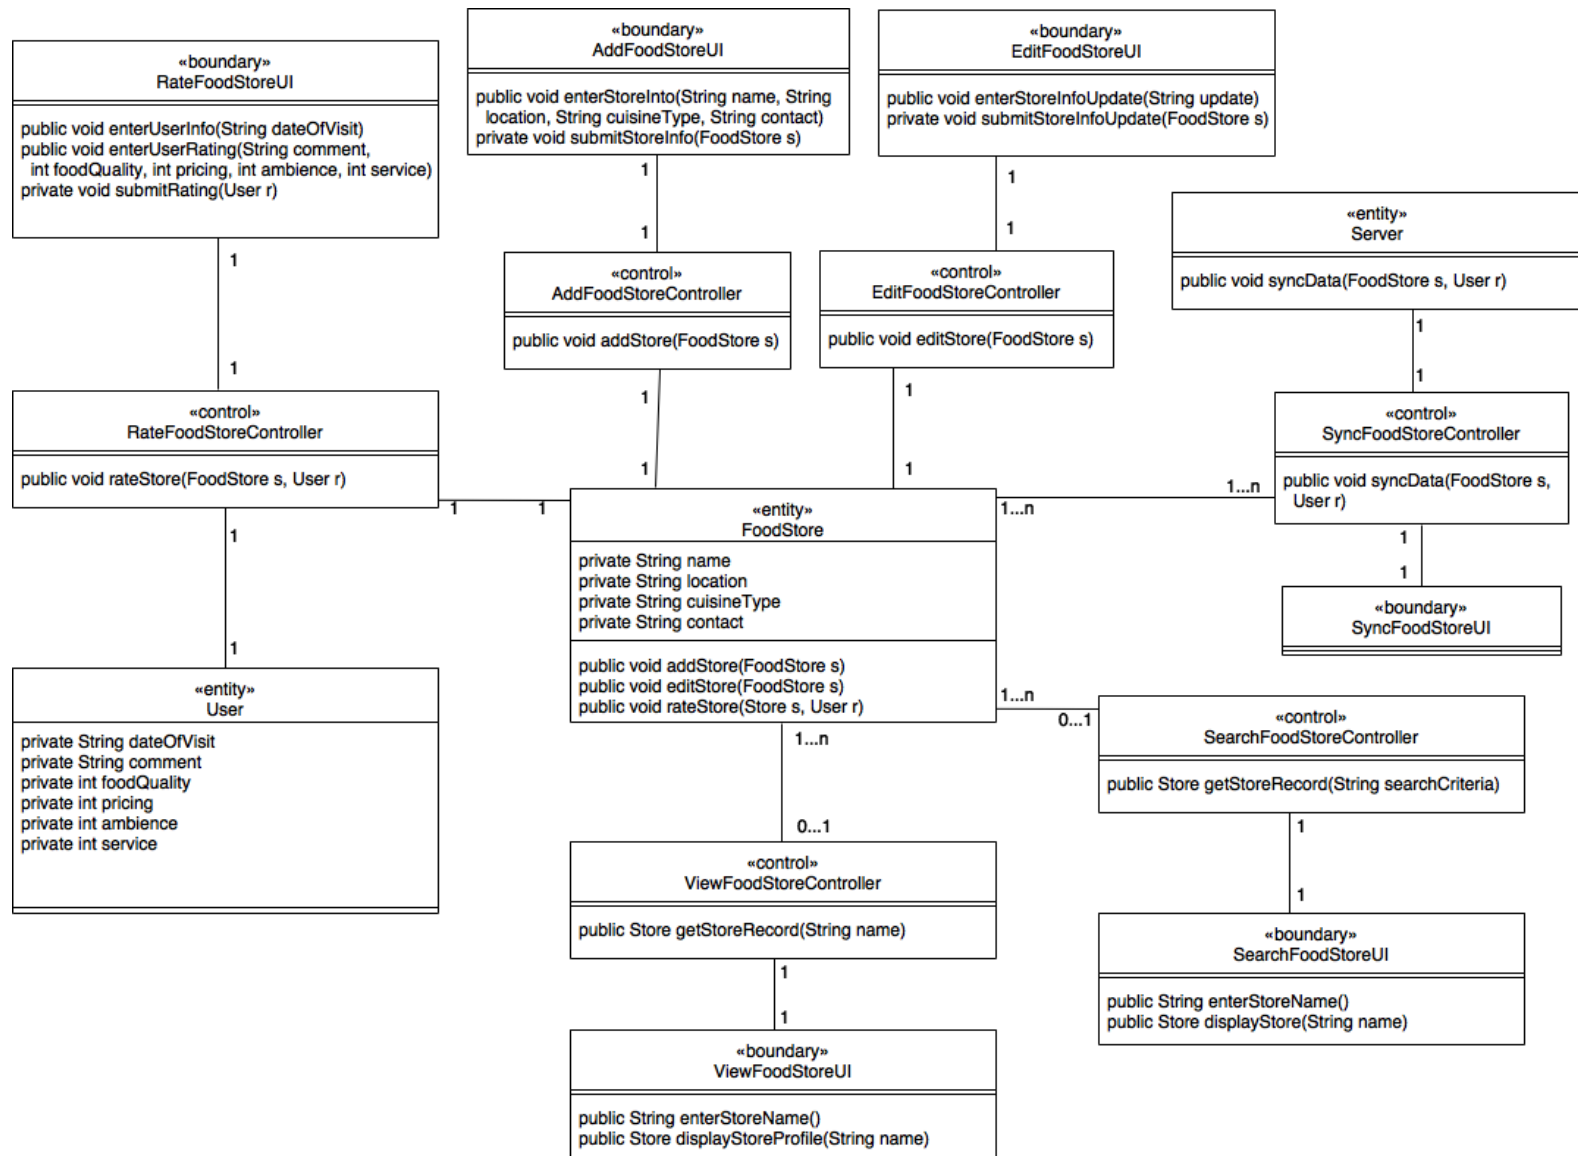 «boundary»
RateFoodStoreUI
public void enterUserInfo(String dateOfVisit)
public void enterUserRating(String comment,
int foodQuality, int pricing, int ambience, int service)
private void submitRating(User r)
1
1
«boundary»
AddFoodStoreUI
public void enterStoreInto(String name, String
location, String cuisineType, String contact)
private void submitStoreInfo(FoodStore s)
1
1
«boundary»
EditFoodStoreUI
public void enterStoreInfoUpdate(String update)
private void submitStoreInfoUpdate(FoodStore s)
1
1
«entity»
Server
public void syncData(FoodStore s, User r)
1
1
«control»
AddFoodStoreController
public void addStore(FoodStore s)
1
1
«control»
EditFoodStoreController
public void editStore(FoodStore s)
1
1
«control»
RateFoodStoreController
public void rateStore(FoodStore s, User r)
1
1
1
1
«control»
SyncFoodStoreController
public void syncData(FoodStore s,
User r)
1...n
1...n
1
1
«boundary»
SyncFoodStoreUI
«entity»
FoodStore
private String name
private String location
private String cuisineType
private String contact
public void addStore(FoodStore s)
public void editStore(FoodStore s)
public void rateStore(Store s, User r)
1...n
0...1
1...n
0...1
«entity»
User
private String dateOfVisit
private String comment
private int foodQuality
private int pricing
private int ambience
private int service
«control»
SearchFoodStoreController
public Store getStoreRecord(String searchCriteria)
1
1
«boundary»
SearchFoodStoreUI
public String enterStoreName()
public Store displayStore(String name)
«control»
ViewFoodStoreController
public Store getStoreRecord(String name)
1
1
«boundary»
ViewFoodStoreUI
public String enterStoreName()
public Store displayStoreProfile(String name)